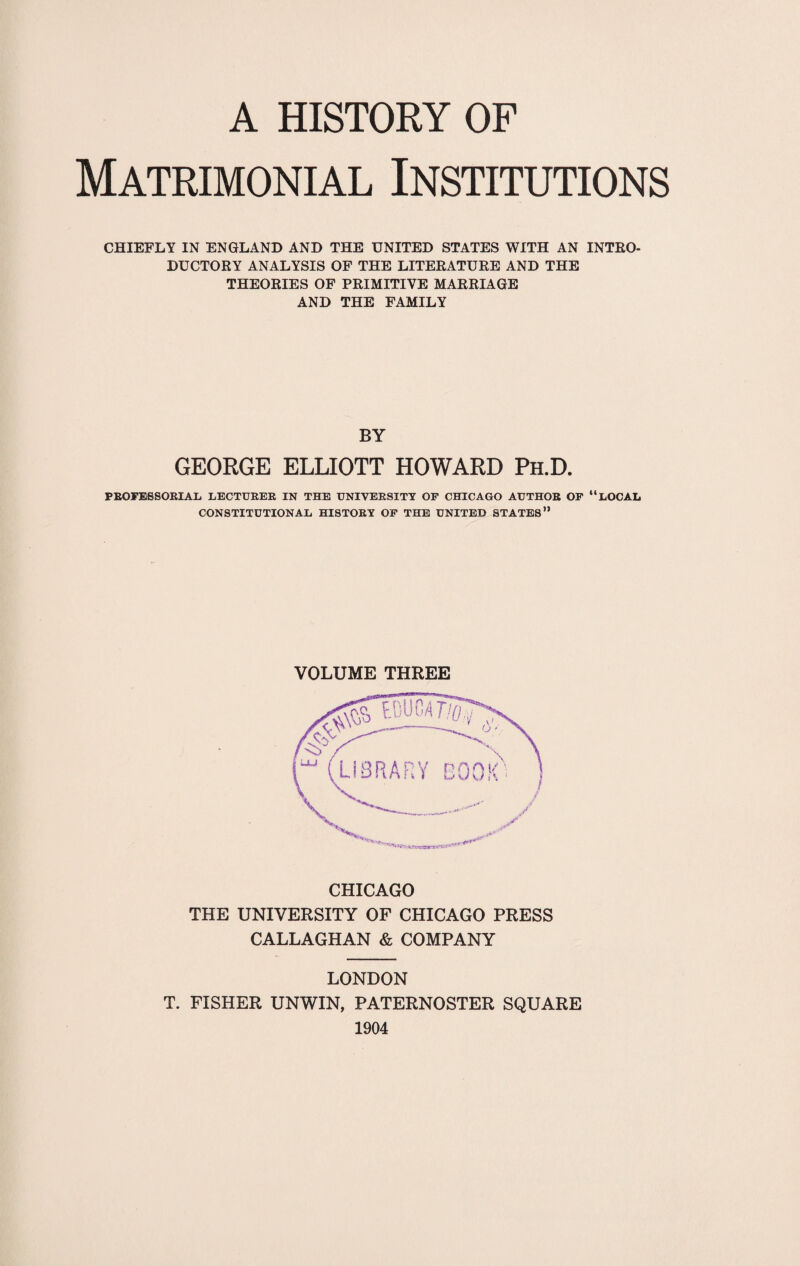 A HISTORY OF
MATRIMONIAL INSTITUTIONS
CHIEFLY IN ENGLAND AND THE UNITED STATES WITH AN INTRO-
DUCTORY ANALYSIS OF THE LITERATURE AND THE
THEORIES OF PRIMITIVE MARRIAGE
AND THE FAMILY
BY
GEORGE ELLIOTT HOWARD PH.D.
PROFESSORIAL LECTURER IN THE UNIVERSITY OF CHICAGO AUTHOR OF "LOCAL
CONSTITUTIONAL HISTORY OF THE UNITED STATES"
VOLUME THREE
EUGENICS EDUCATION
LIBRARY BOOK
CHICAGO
THE UNIVERSITY OF CHICAGO PRESS
CALLAGHAN & COMPANY
LONDON
T. FISHER UNWIN, PATERNOSTER SQUARE
1904